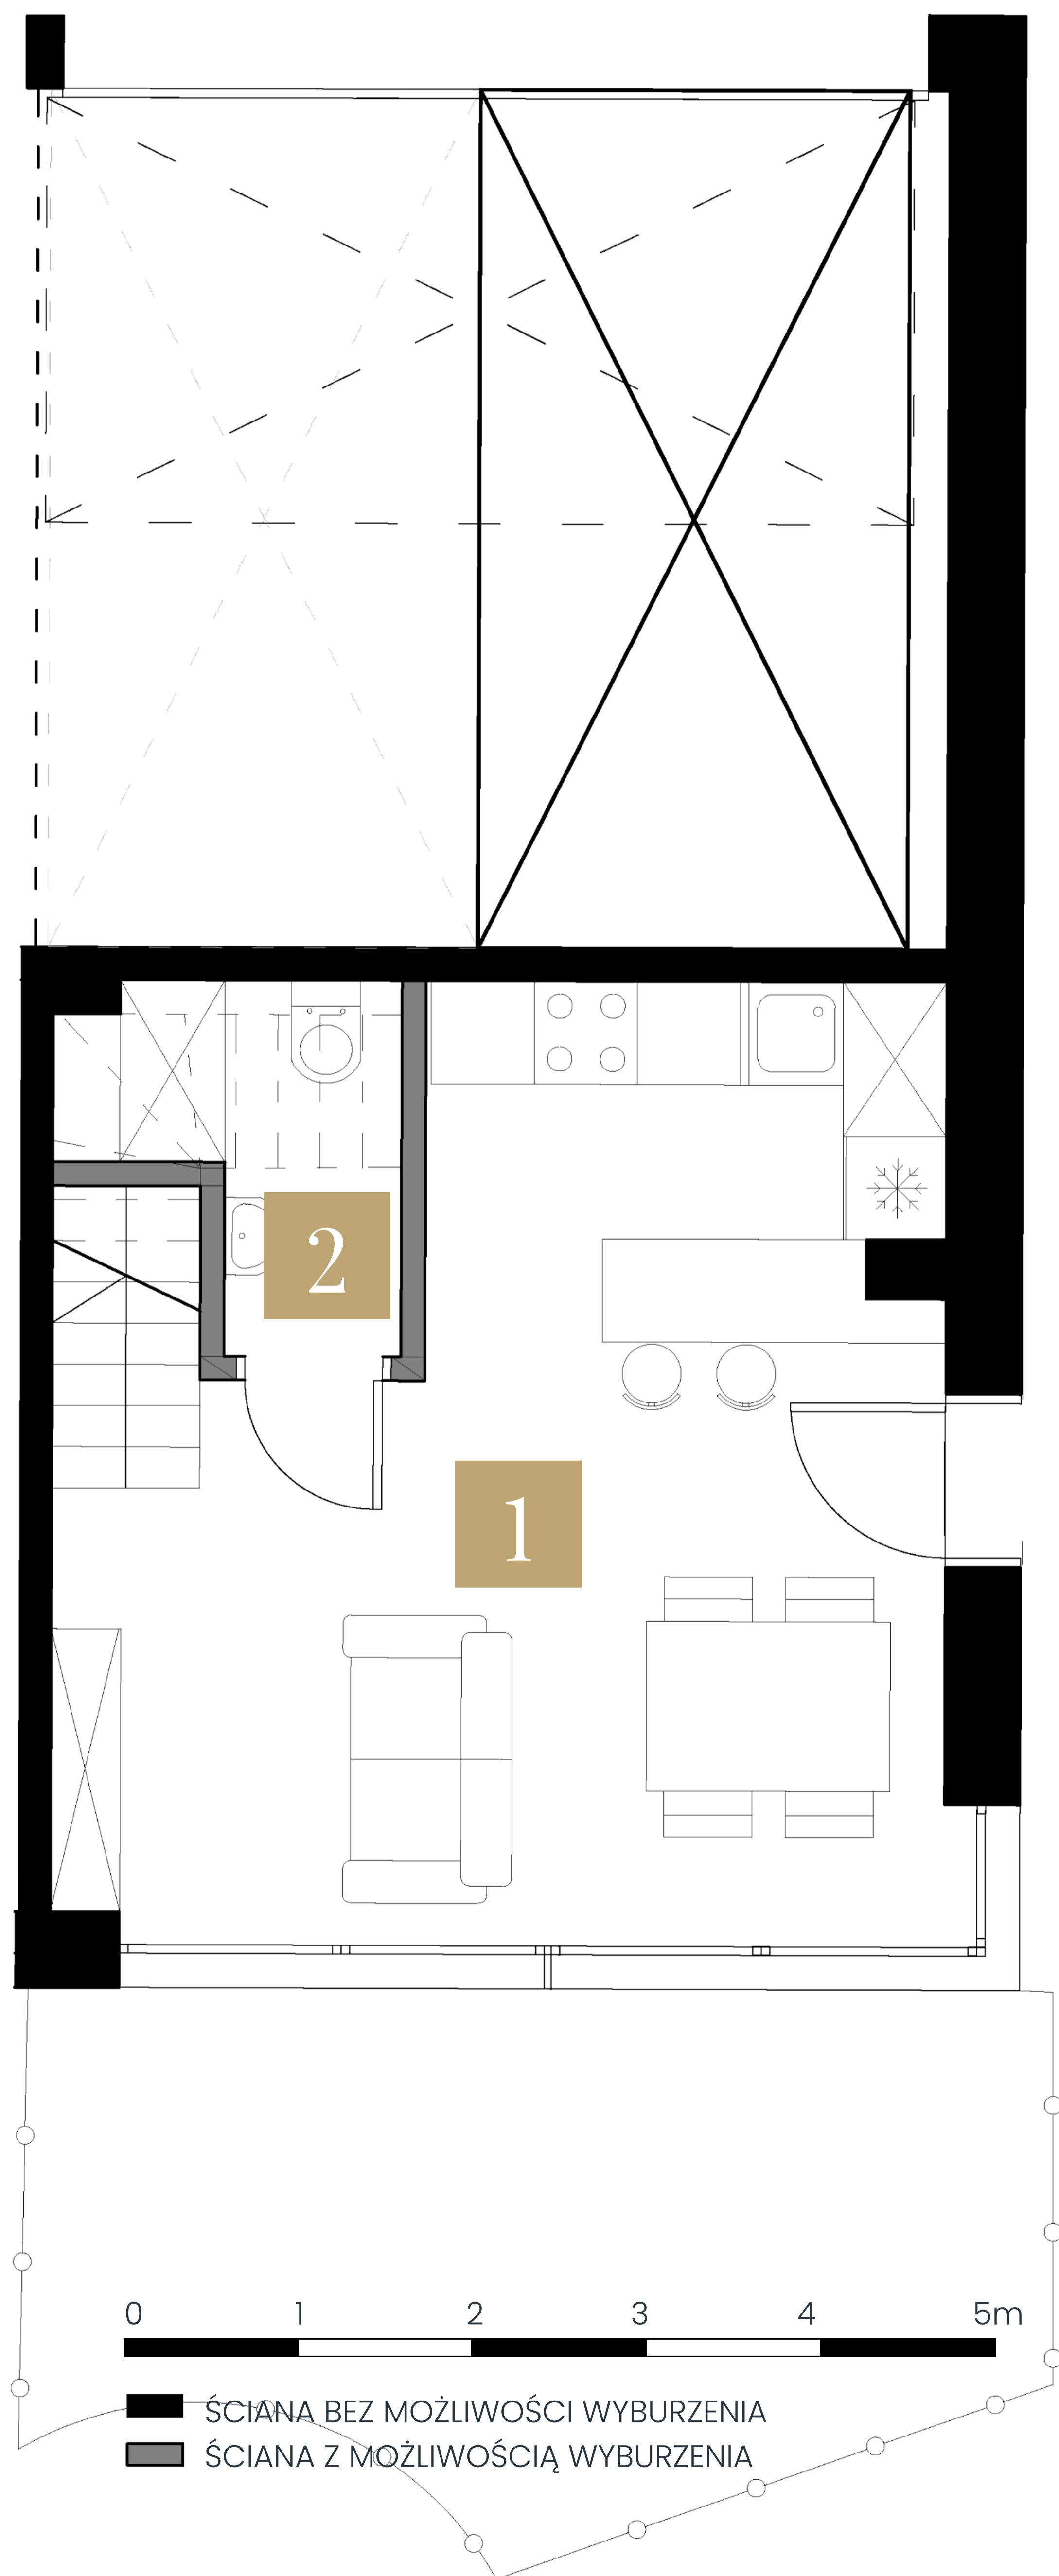 2
1
0 1 2 3 4 5m
ŚCIANA BEZ MOŻLIWOŚCI WYBURZENIA
ŚCIANA Z MOŻLIWOŚCIĄ WYBURZENIA